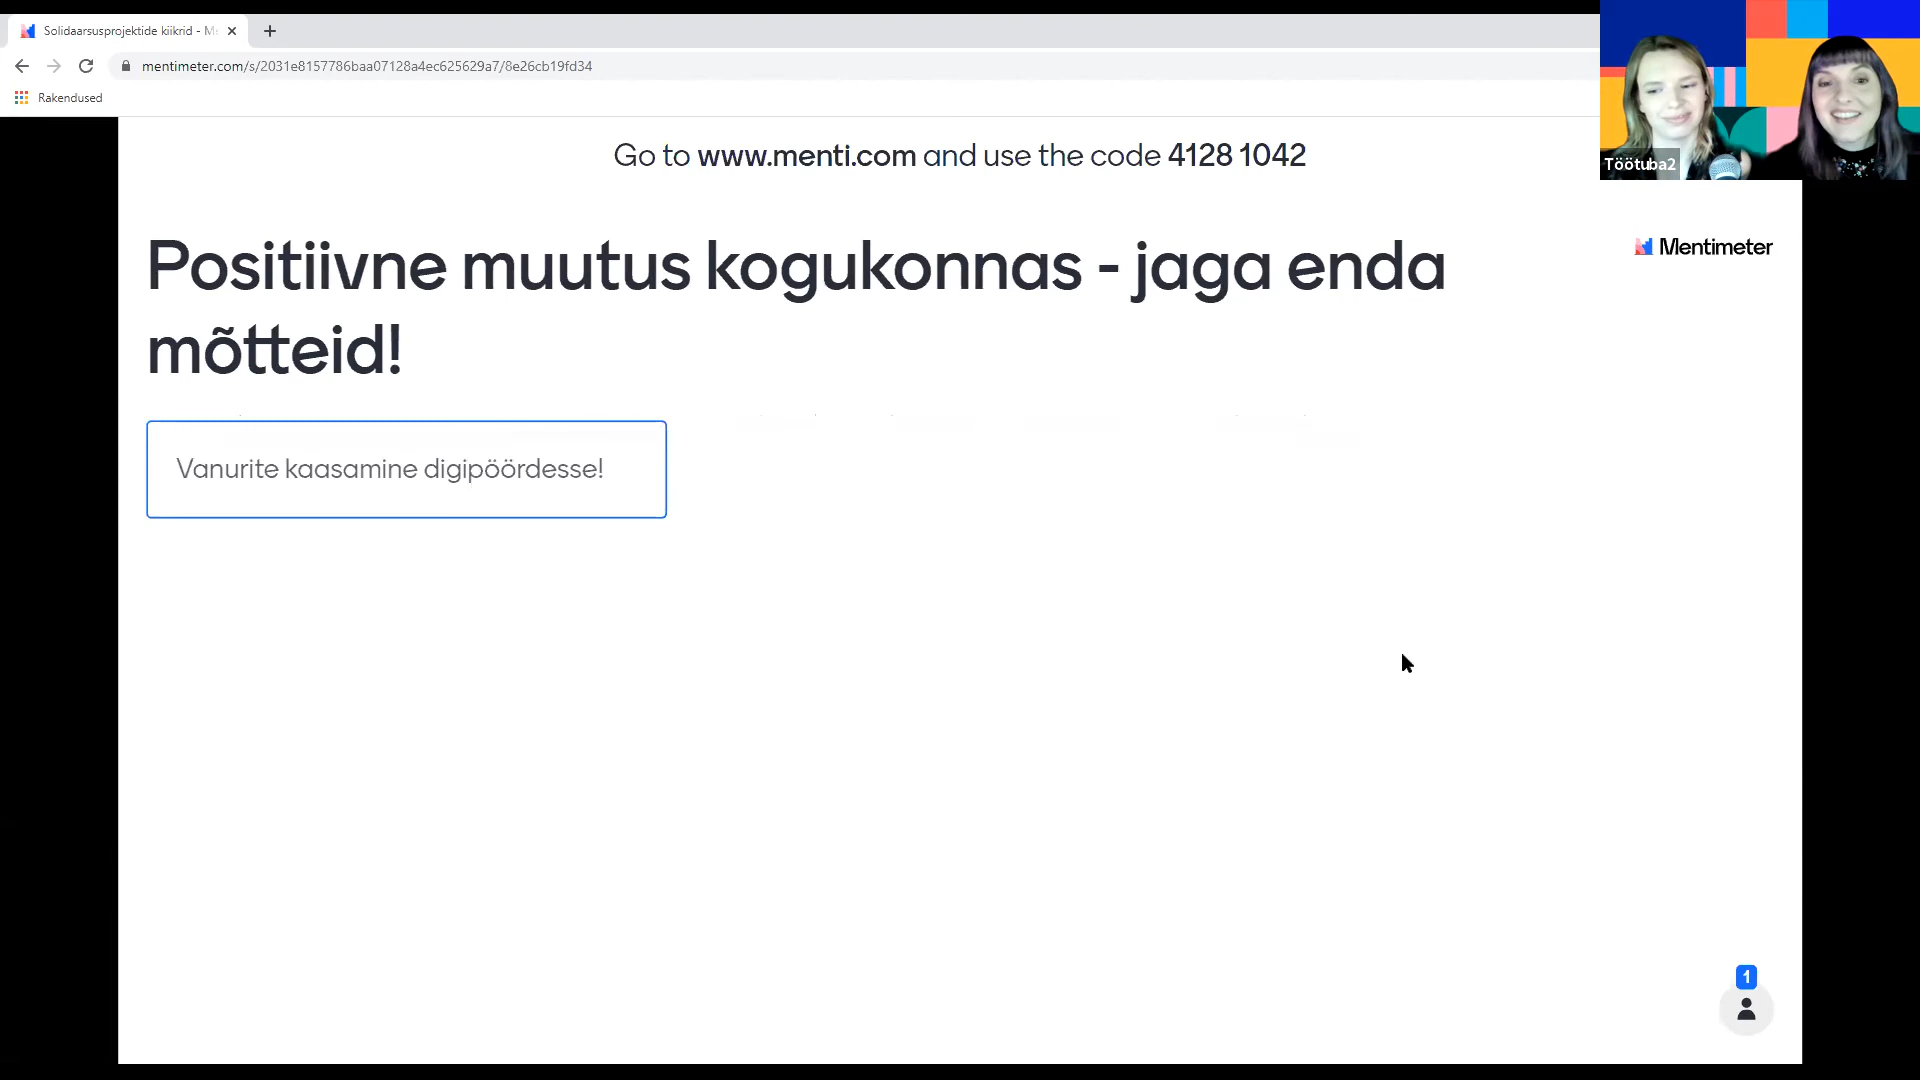 Solidaarsusprojektide kiikrid - M
mentimeter.com/s/2031e8157786baa07128a4ec625629a7/8e26cb19fd34
Rakendused
Go to www.menti.com and use the code 4128 1042
Töötuba2
Mentimeter
Positiivne muutus kogukonnas - jaga enda
mõtteid!
Vanurite kaasamine digipöördesse!
1